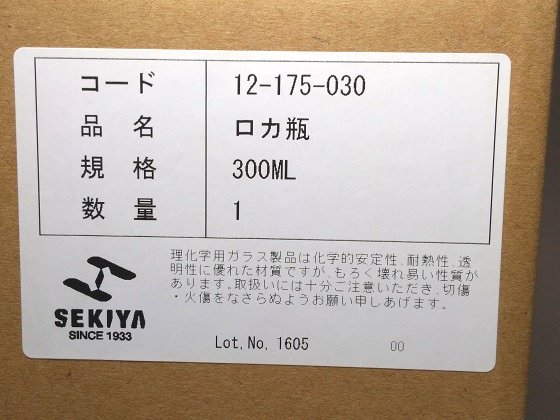 コード 12-175-030
品名 ロカ瓶
規格 300ML
数量 1
理化学用ガラス製品は化学的安定性､耐熱性､透
明性に優れた材質ですが､もろく壊れ易い性質が
あります｡取扱いには十分ご注意いただき､切傷
・火傷をなさらぬようお願い申しあげます｡
SEKIYA
SINCE 1933
Lot.No. 1605 00